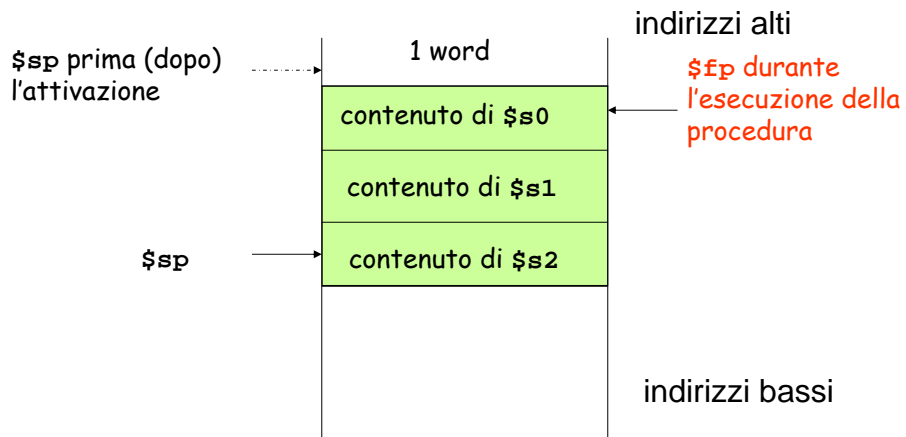 indirizzi alti
$sp prima (dopo)
l'attivazione
1 word
$fp durante
l'esecuzione della
procedura
contenuto di $s0
contenuto di $s1
$sp
contenuto di $s2
indirizzi bassi